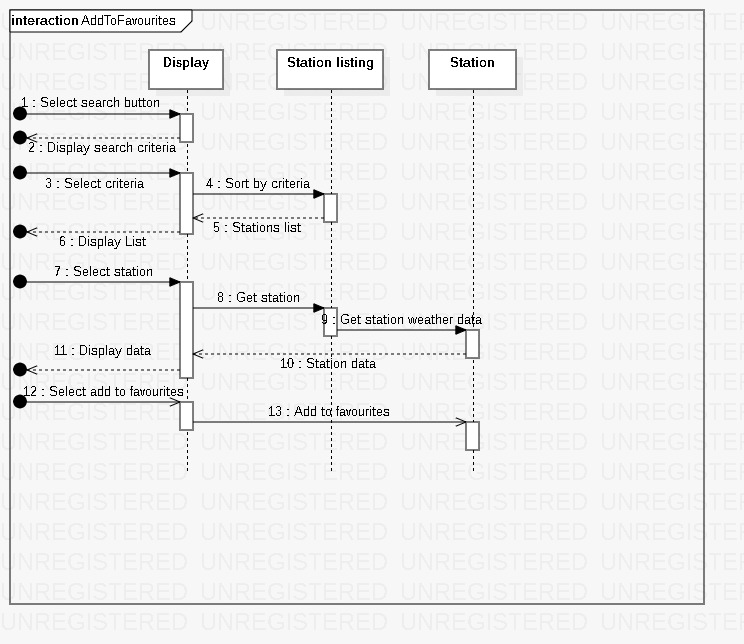 interaction AddToFavourites
Display
Station listing
Station
1 : Select search button
2 : Display search criteria
3 : Select criteria
4 : Sort by criteria
5 : Stations list
6 : Display List
7 : Select station
8 : Get station
9 : Get station weather data
10 : Station data
11 : Display data
12 : Select add to favourites
13 : Add to favourites
UNREGISTERED